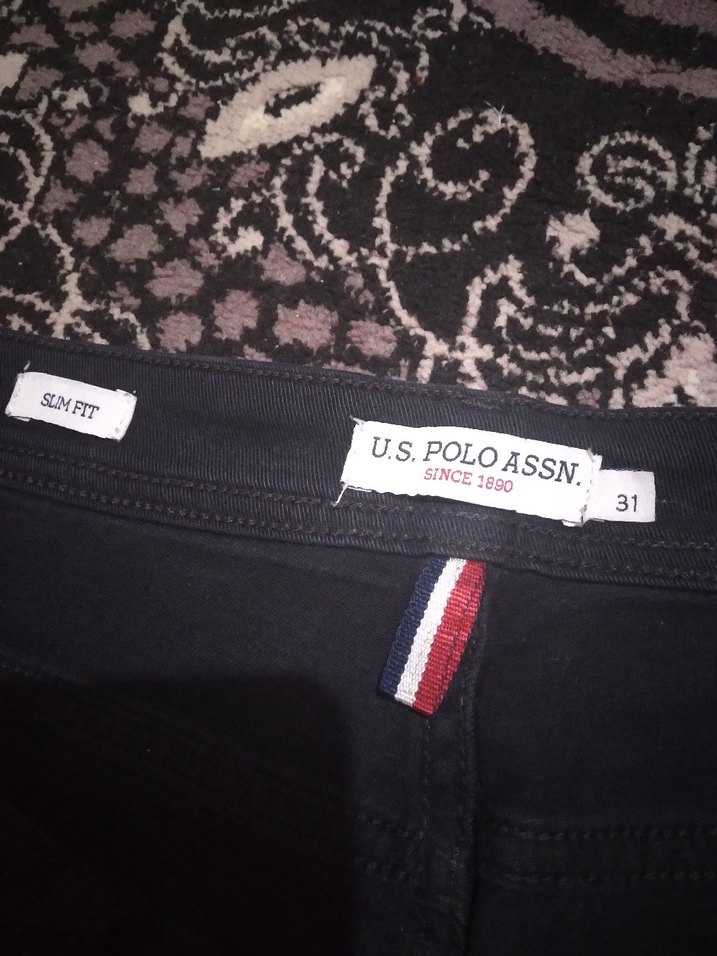 SLIM FIT
U.S. POLO ASSN.
SINCE 1890
31